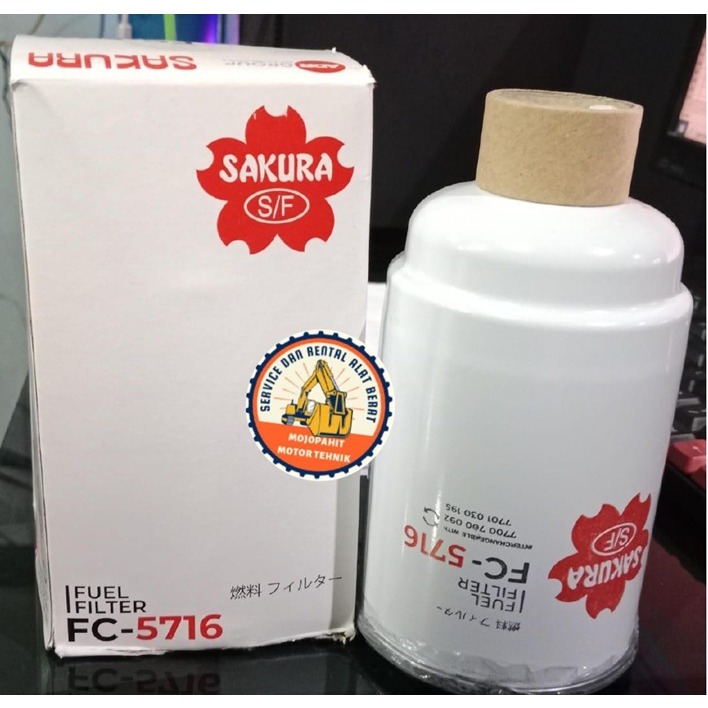 SAKURA
SAKURA
S/F
SERVICE DAN RENTAL ALAT BERAT
MOJOPAHIT
MOTOR TEHNIK
FUEL
FILTER
燃料 フィルター
FC-5716
SAKURA
S/F
燃料 フィルター
FUEL
FILTER
FC-5716
INTERCHANGEABLE WITH
7700 780 092
7701 030 195